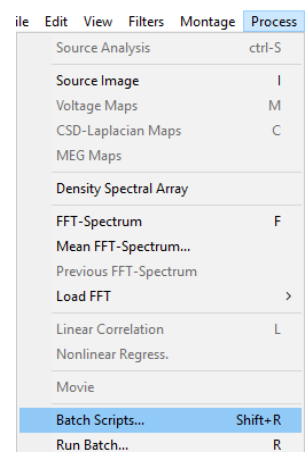 ile Edit View Filters Montage Process
Source Analysis ctrl-S
Source Image I
Voltage Maps M
CSD-Laplacian Maps C
MEG Maps
Density Spectral Array
FFT-Spectrum F
Mean FFT-Spectrum...
Previous FFT-Spectrum
Load FFT >
Linear Correlation L
Nonlinear Regress.
Movie
Batch Scripts... Shift+R
Run Batch... R